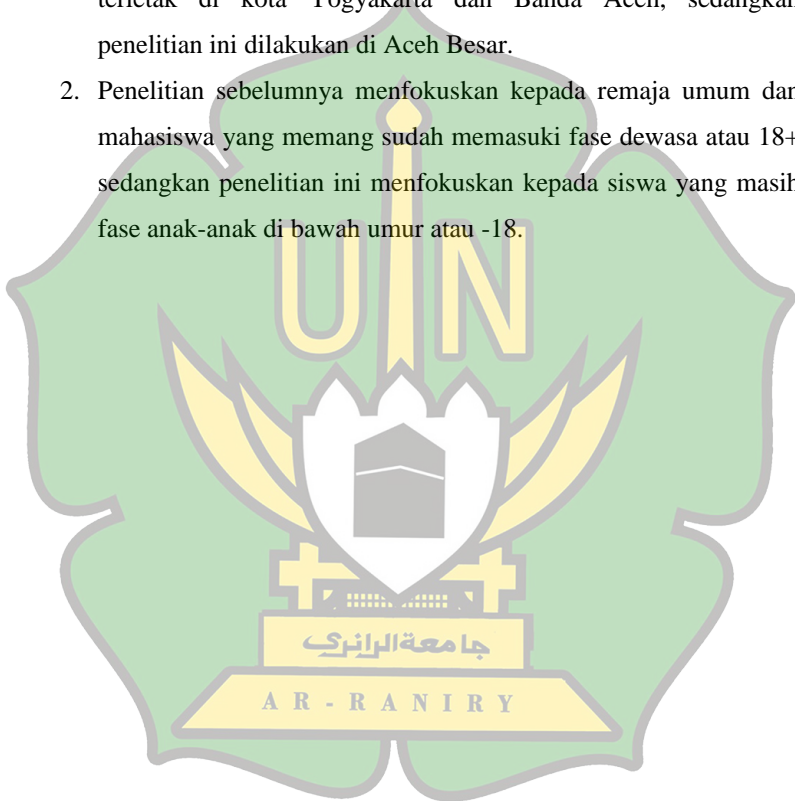 terletak di kota Yogyakarta dan Banda Aceh, sedangkan
penelitian ini dilakukan di Aceh Besar.
2. Penelitian sebelumnya menfokuskan kepada remaja umum dan
mahasiswa yang memang sudah memasuki fase dewasa atau 18+
sedangkan penelitian ini menfokuskan kepada siswa yang masih
fase anak-anak di bawah umur atau -18.
UIN
جامعة الرانري
AR-RANIRY